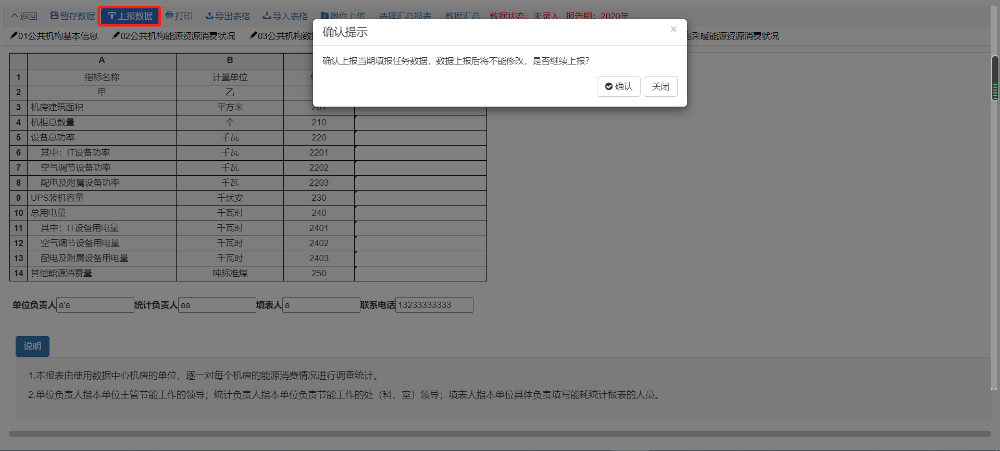 返回 暂存数据 上报数据 打印 导出表格 导入表格 附件上传 选择汇总报表 数据汇总 数据状态：未录入 报告期：2020年
确认提示 ×
01公共机构基本信息 02公共机构能源资源消费状况 03公共机构数 构采暖能源资源消费状况
确认上报当期填报任务数据，数据上报后将不能修改，是否继续上报？
确认 关闭
A B
1 指标名称 计量单位
2 甲 乙
3 机房建筑面积 平方米 201
4 机柜总数量 个 210
5 设备总功率 千瓦 220
6 其中：IT设备功率 千瓦 2201
7 空气调节设备功率 千瓦 2202
8 配电及附属设备功率 千瓦 2203
9 UPS装机容量 千伏安 230
10 总用电量 千瓦时 240
11 其中：IT设备用电量 千瓦时 2401
12 空气调节设备用电量 千瓦时 2402
13 配电及附属设备用电量 千瓦时 2403
14 其他能源消费量 吨标准煤 250
单位负责人 a'a 统计负责人 aa 填表人 a 联系电话 13233333333
说明
1.本报表由使用数据中心机房的单位，逐一对每个机房的能源消费情况进行调查统计。
2.单位负责人指本单位主管节能工作的领导；统计负责人指本单位负责节能工作的处（科、室）领导；填表人指本单位具体负责填写能耗统计报表的人员。